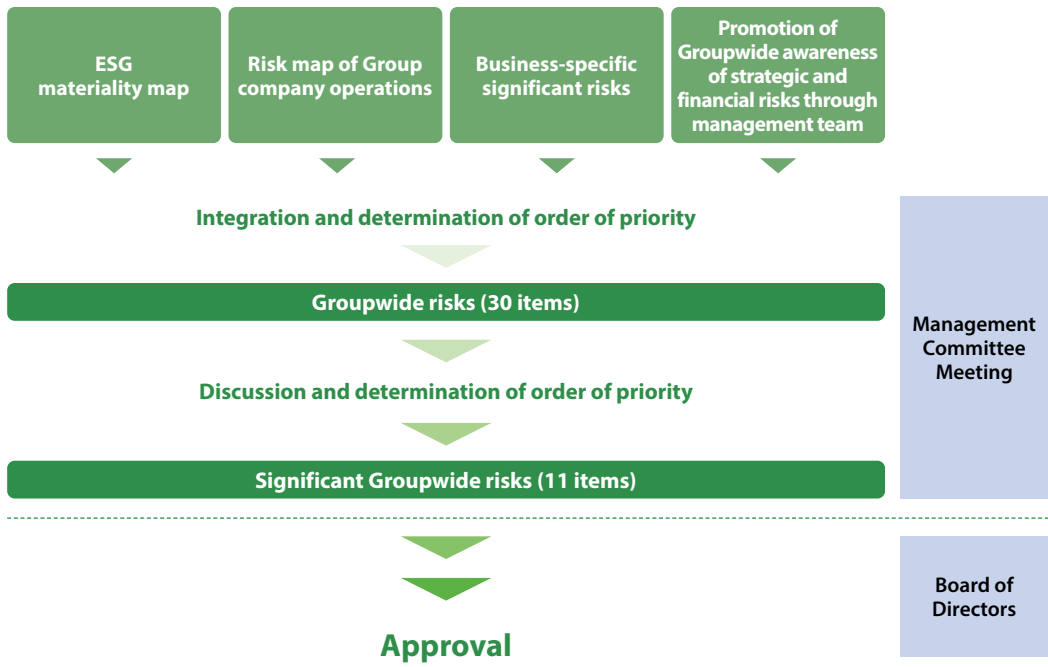 ESG
materiality map
Risk map of Group
company operations
Business-specific
significant risks
Promotion of
Groupwide awareness
of strategic and
financial risks through
management team
Integration and determination of order of priority
Groupwide risks (30 items)
Discussion and determination of order of priority
Significant Groupwide risks (11 items)
Management
Committee
Meeting
Approval
Board of
Directors